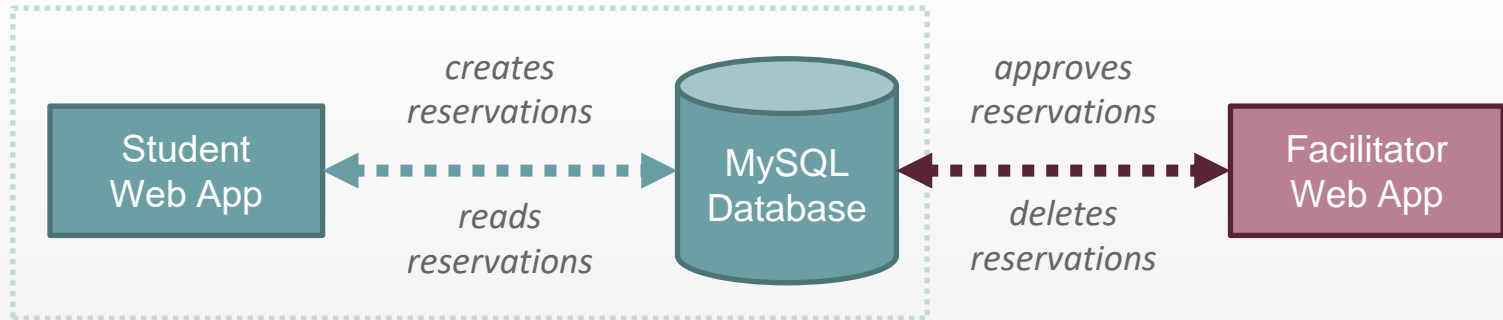 Student
Web App
creates
reservations
reads
reservations
MySQL
Database
approves
reservations
deletes
reservations
Facilitator
Web App